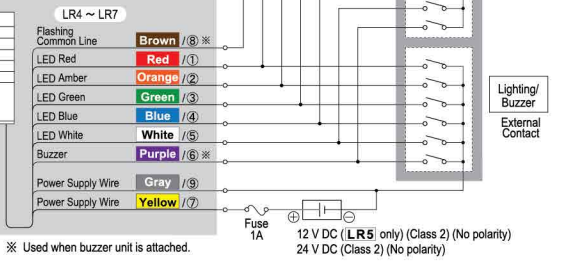 LR4 ~ LR7
Flashing
Common Line
Brown /⑧ ※
LED Red
Red /①
LED Amber
Orange /②
LED Green
Green /③
LED Blue
Blue /④
LED White
White /⑤
Buzzer
Purple /⑥ ※
Power Supply Wire
Gray /⑨
Power Supply Wire
Yellow /⑦
Fuse
1A
⊕
⊖
Lighting/
Buzzer
External
Contact
12 V DC (LR5 only) (Class 2) (No polarity)
24 V DC (Class 2) (No polarity)
※ Used when buzzer unit is attached.